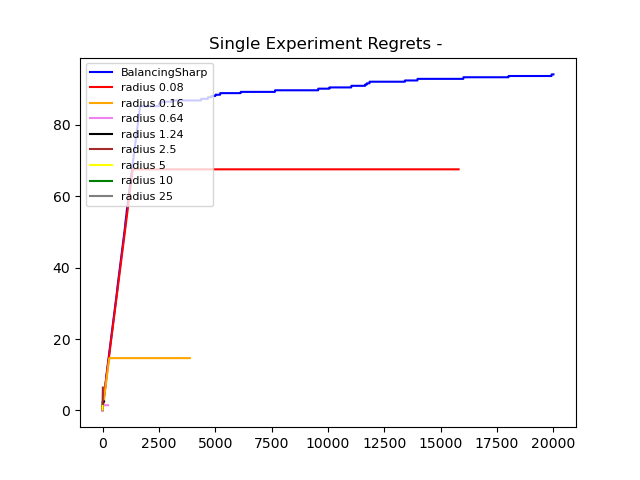 Single Experiment Regrets -
BalancingSharp
radius 0.08
radius 0.16
radius 0.64
radius 1.24
radius 2.5
radius 5
radius 10
radius 25
80
60
40
20
0
0 2500 5000 7500 10000 12500 15000 17500 20000